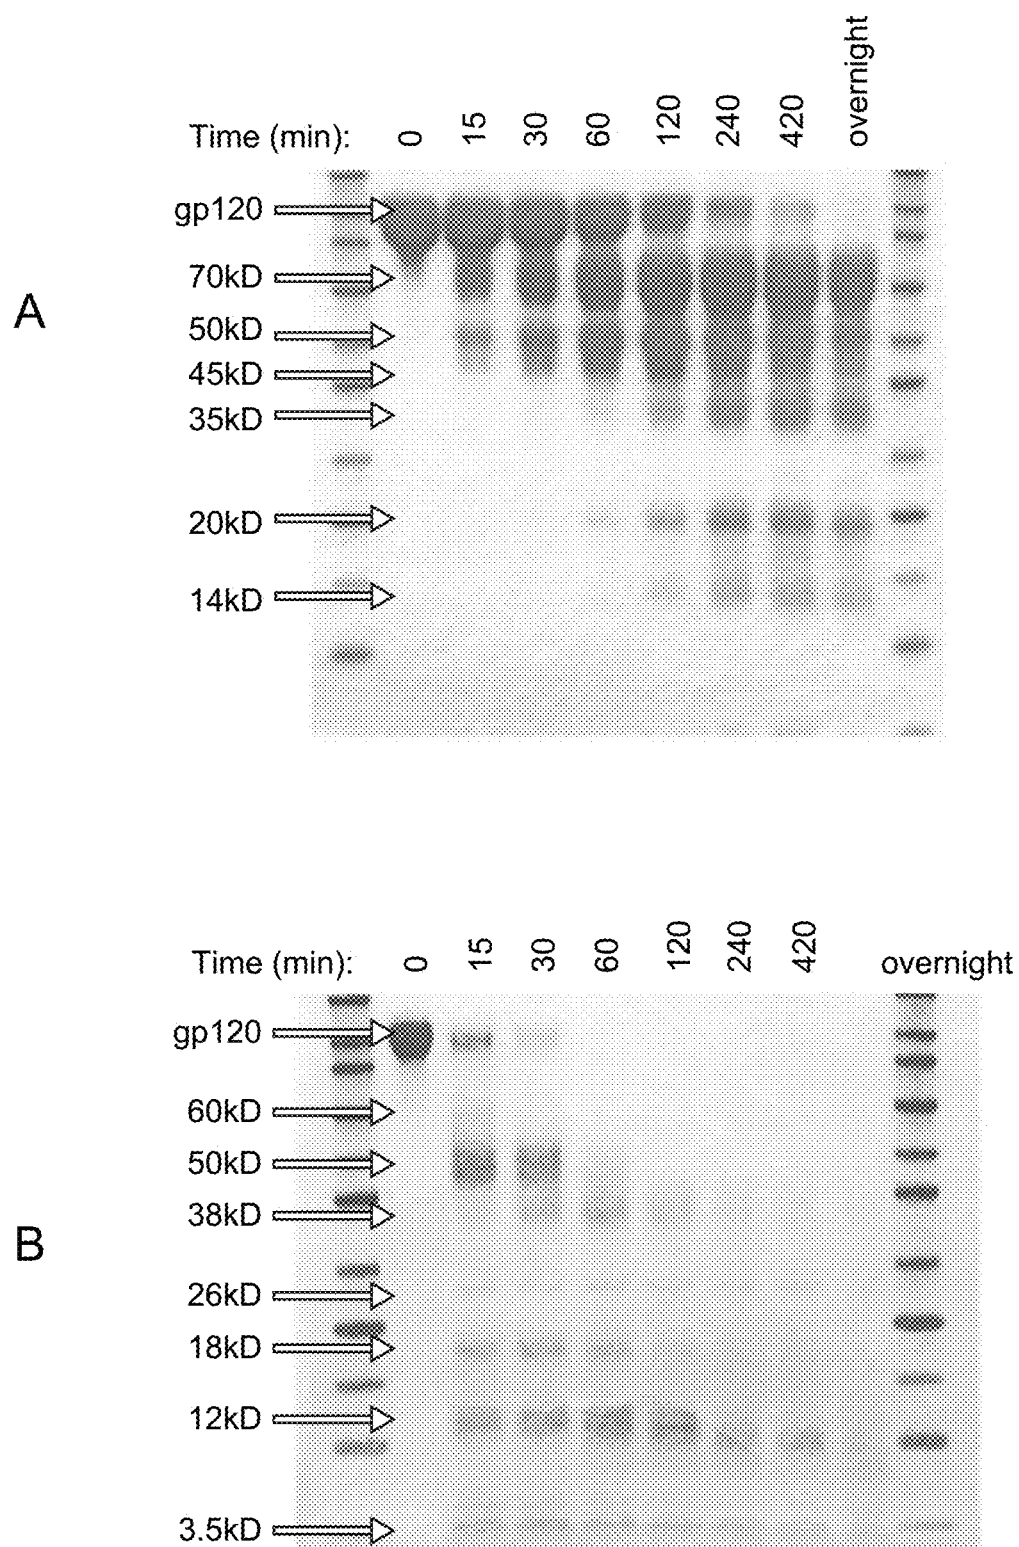 Time (min): 0 15 30 60 120 240 420 overnight
gp120
70kD
A
50kD
45kD
35kD
20kD
14kD
Time (min): 0 15 30 60 120 240 420 overnight
gp120
60kD
50kD
38kD
B
26kD
18kD
12kD
3.5kD